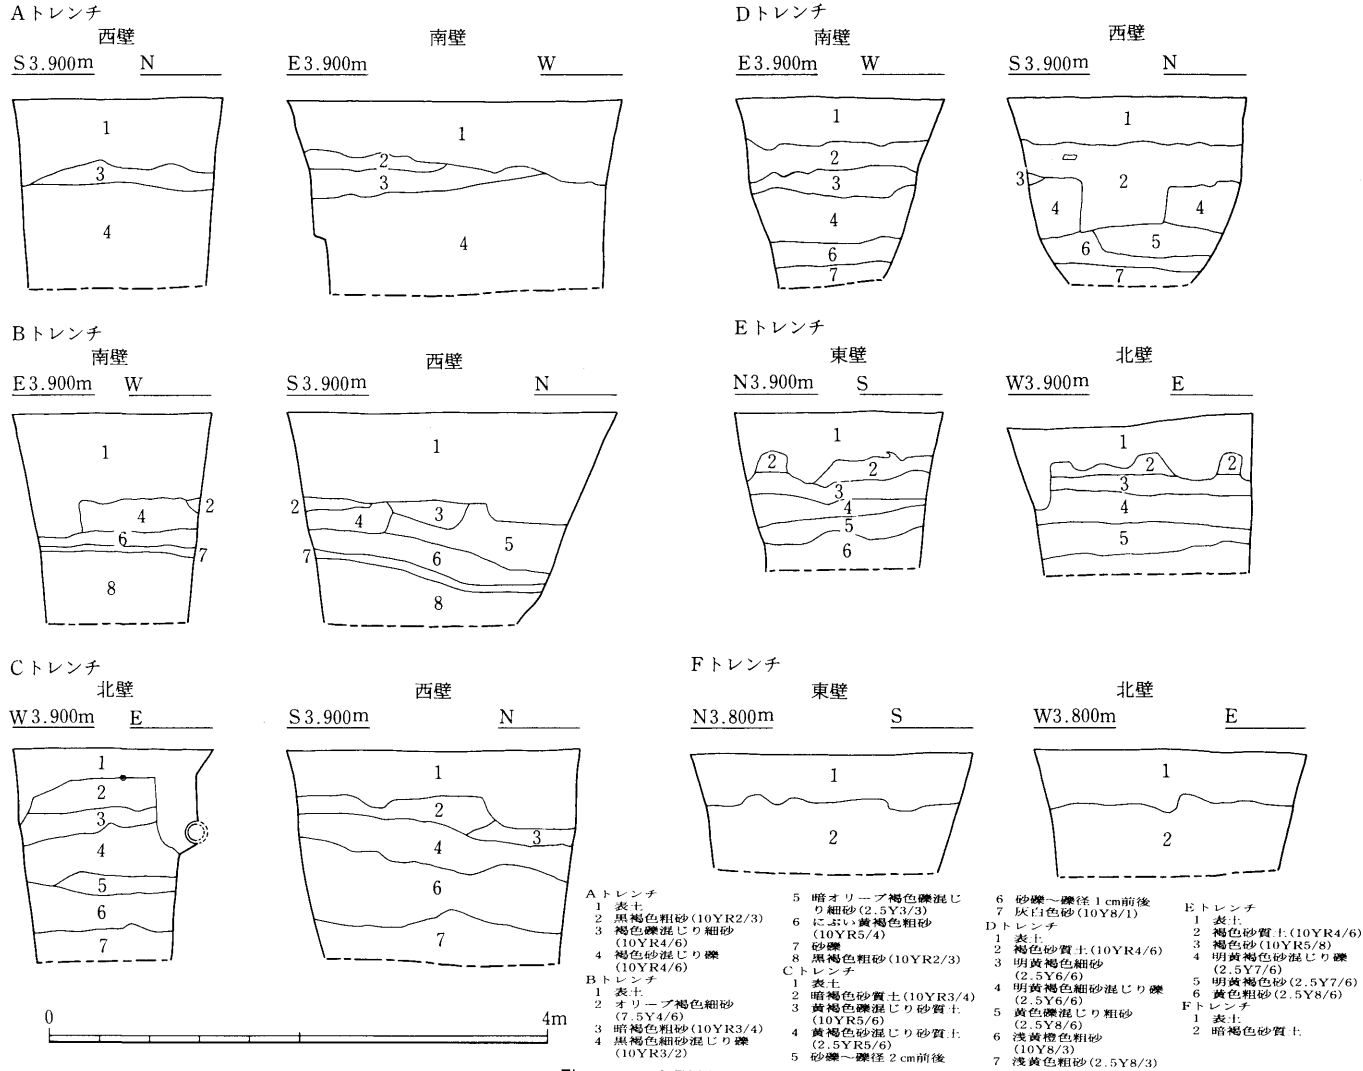 Aトレンチ
西壁
S3.900m N
1
3
4
南壁
E3.900m W
1
2
3
4
Bトレンチ
南壁
E3.900m W
1
2
4
6
7
8
西壁
S3.900m N
1
2
3
4
5
6
7
8
Cトレンチ
北壁
W3.900m E
1
2
3
4
5
6
7
西壁
S3.900m N
1
2
3
4
6
7
Dトレンチ
南壁
E3.900m W
1
2
3
4
6
7
西壁
S3.900m N
1
2
3
4 4
5
6
7
Eトレンチ
東壁
N3.900m S
1
2 2
3
4
5
6
北壁
W3.900m E
1
2 2
3
4
5
Fトレンチ
東壁
N3.800m S
1
2
北壁
W3.800m E
1
2
0 4m
Aトレンチ
1 表土
2 黒褐色粗砂(10YR2/3)
3 褐色礫混じり細砂
(10YR4/6)
4 褐色砂混じり礫
(10YR4/6)
Bトレンチ
1 表土
2 オリーブ褐色細砂
(7.5Y4/6)
3 暗褐色粗砂(10YR3/4)
4 黒褐色細砂混じり礫
(10YR3/2)
5 暗オリーブ褐色礫混じ
り細砂(2.5Y3/3)
6 にぶい黄褐色粗砂
(10YR5/4)
7 砂礫
8 黒褐色粗砂(10YR2/3)
Cトレンチ
1 表土
2 暗褐色砂質土(10YR3/4)
3 黄褐色礫混じり砂質土
(10YR5/6)
4 黄褐色砂混じり砂質土
(2.5YR5/6)
5 砂礫～礫径2cm前後
6 砂礫～礫径1cm前後
7 灰白色砂(10Y8/1)
Dトレンチ
1 表土
2 褐色砂質土(10YR4/6)
3 明黄褐色細砂
(2.5Y6/6)
4 明黄褐色細砂混じり礫
(2.5Y6/6)
5 黄色礫混じり粗砂
(2.5Y8/6)
6 浅黄橙色粗砂
(10Y8/3)
7 浅黄色粗砂(2.5Y8/3)
Eトレンチ
1 表土
2 褐色砂質土(10YR4/6)
3 褐色砂(10YR5/8)
4 明黄褐色砂混じり礫
(2.5Y7/6)
5 明黄褐色砂(2.5Y7/6)
6 黄色粗砂(2.5Y8/6)
Fトレンチ
1 表土
2 暗褐色砂質土